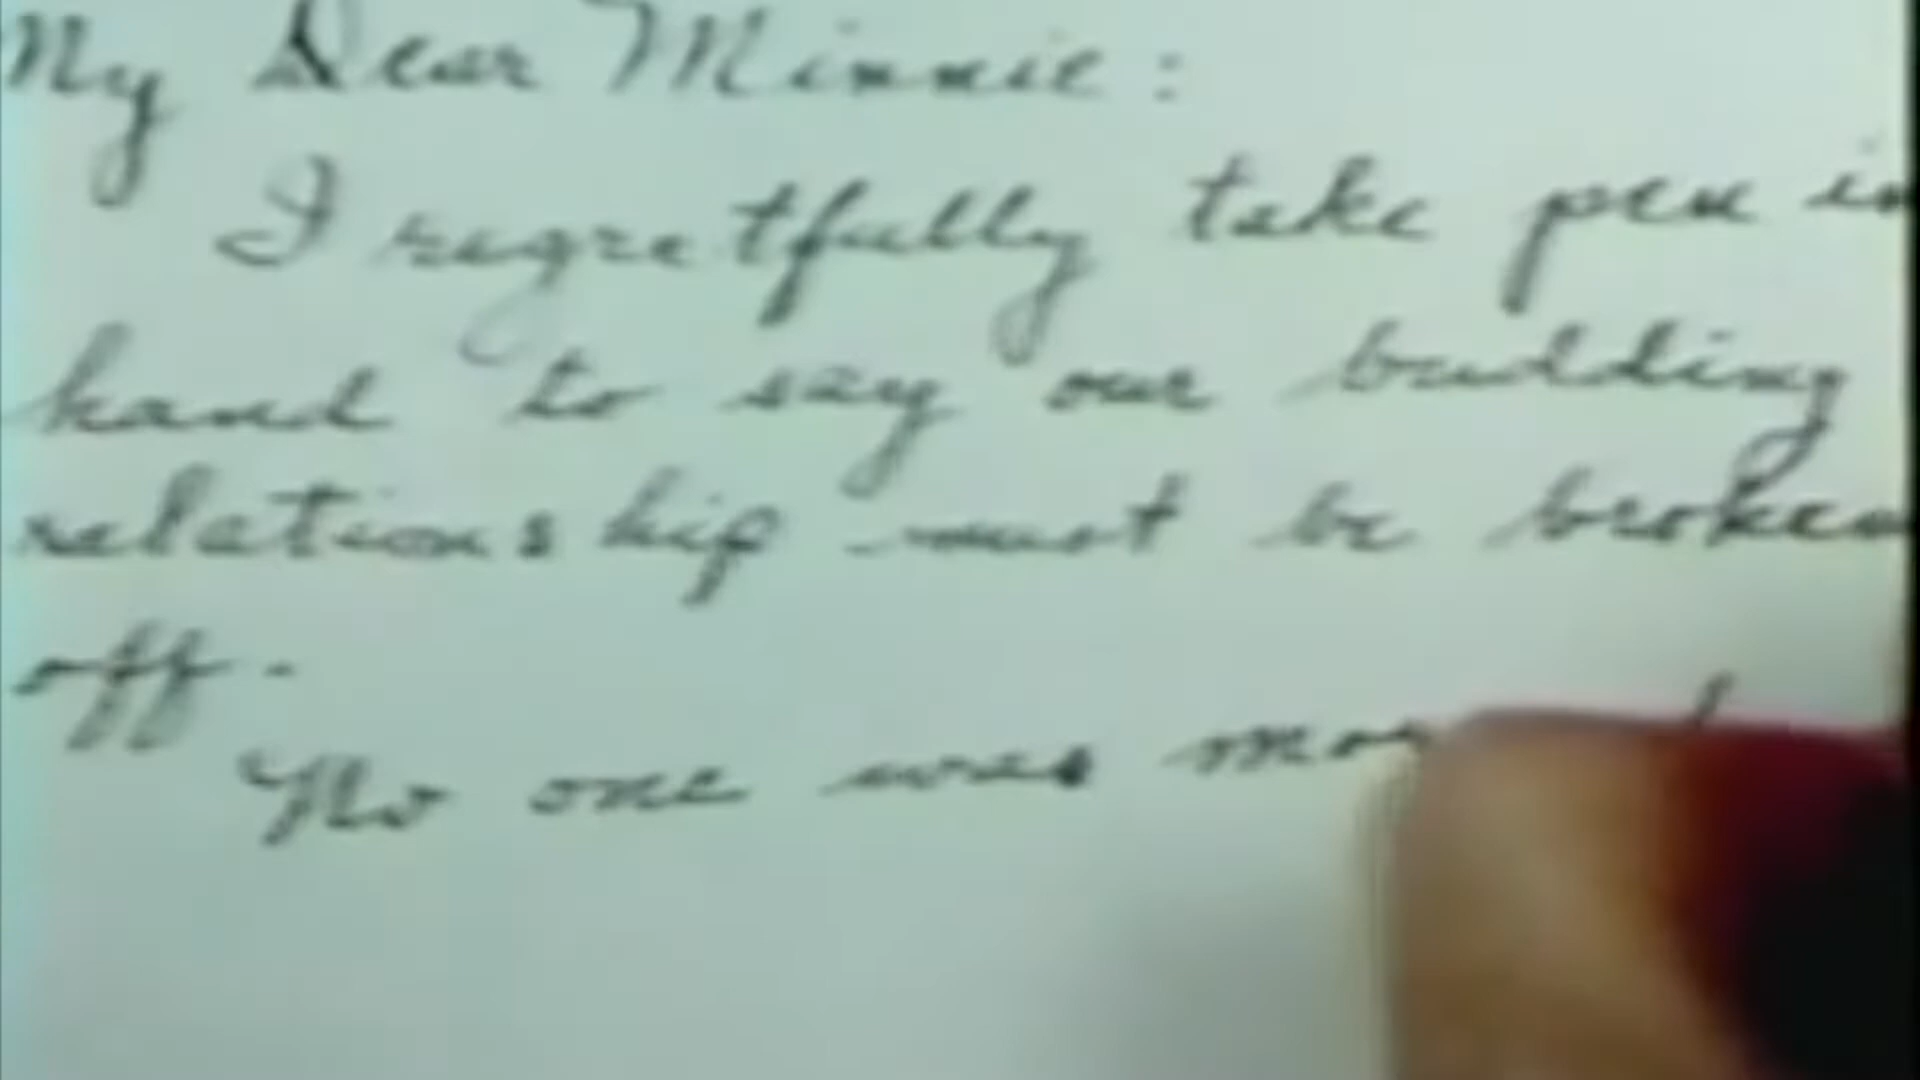 My Dear Minnie:
I regretfully take pen in
hand to say our budding
relationship must be broken
off.
No one was